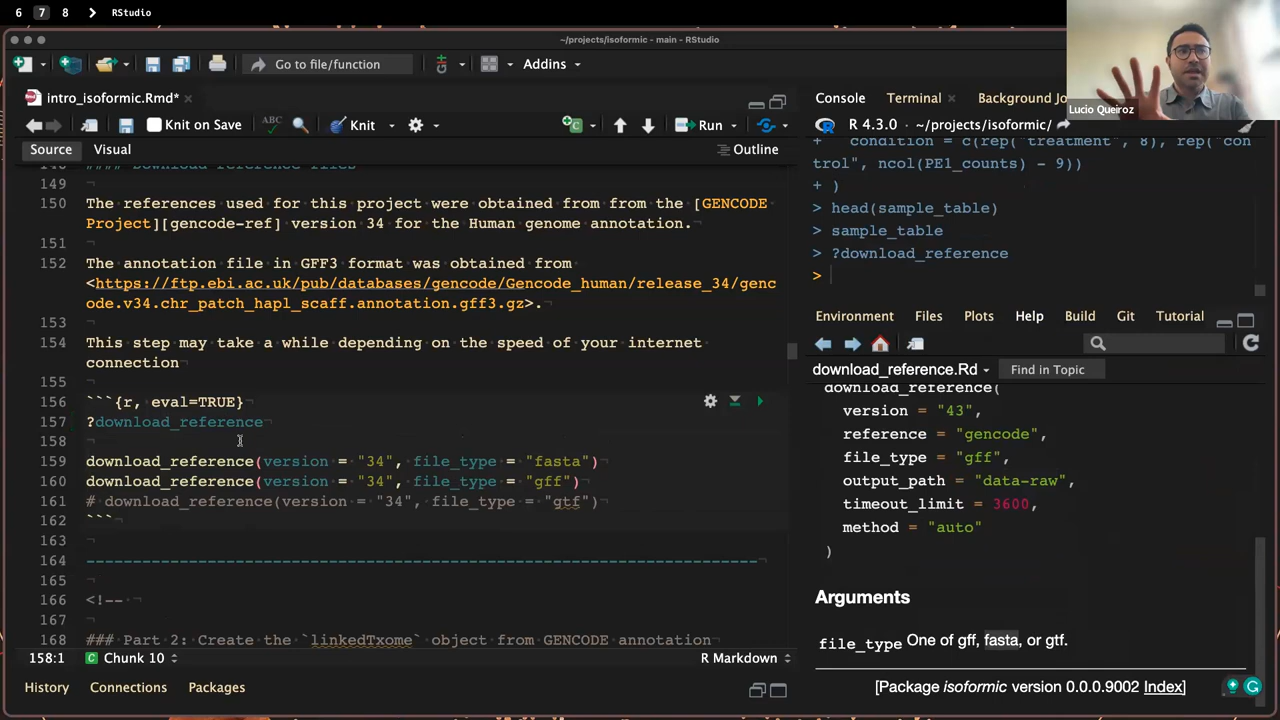 6 7 8 RStudio
~/projects/isoformic - main - RStudio
Go to file/function
Addins
Lucio Queiroz
intro_isoformic.Rmd*
Knit on Save
ABC
Knit
Run
Source
Visual
Outline
149
150 The references used for this project were obtained from from the [GENCODE
Project][gencode-ref] version 34 for the Human genome annotation.
151
152 The annotation file in GFF3 format was obtained from
<https://ftp.ebi.ac.uk/pub/databases/gencode/Gencode_human/release_34/genc
ode.v34.chr_patch_hapl_scaff.annotation.gff3.gz>.
153
154 This step may take a while depending on the speed of your internet
connection
155
156 ```{r, eval=TRUE}
157 ?download_reference
158
159 download_reference(version = "34", file_type = "fasta")
160 download_reference(version = "34", file_type = "gff")
161 # download_reference(version = "34", file_type = "gtf")
162 ```
163
164 ------------------------------------------------------------------------
165
166 <!--
167
168 ### Part 2: Create the `linkedTxome` object from GENCODE annotation
158:1 Chunk 10
R Markdown
History Connections Packages
Console Terminal Background Jo
R 4.3.0 · ~/projects/isoformic/
+ condition = c(rep("treatment", 8), rep("con
trol", ncol(PE1_counts) - 9))
+ )
> head(sample_table)
> sample_table
> ?download_reference
>
Environment Files Plots Help Build Git Tutorial
download_reference.Rd
Find in Topic
download_reference(
version = "43",
reference = "gencode",
file_type = "gff",
output_path = "data-raw",
timeout_limit = 3600,
method = "auto"
)
Arguments
file_type One of gff, fasta, or gtf.
[Package isoformic version 0.0.0.9002 Index]